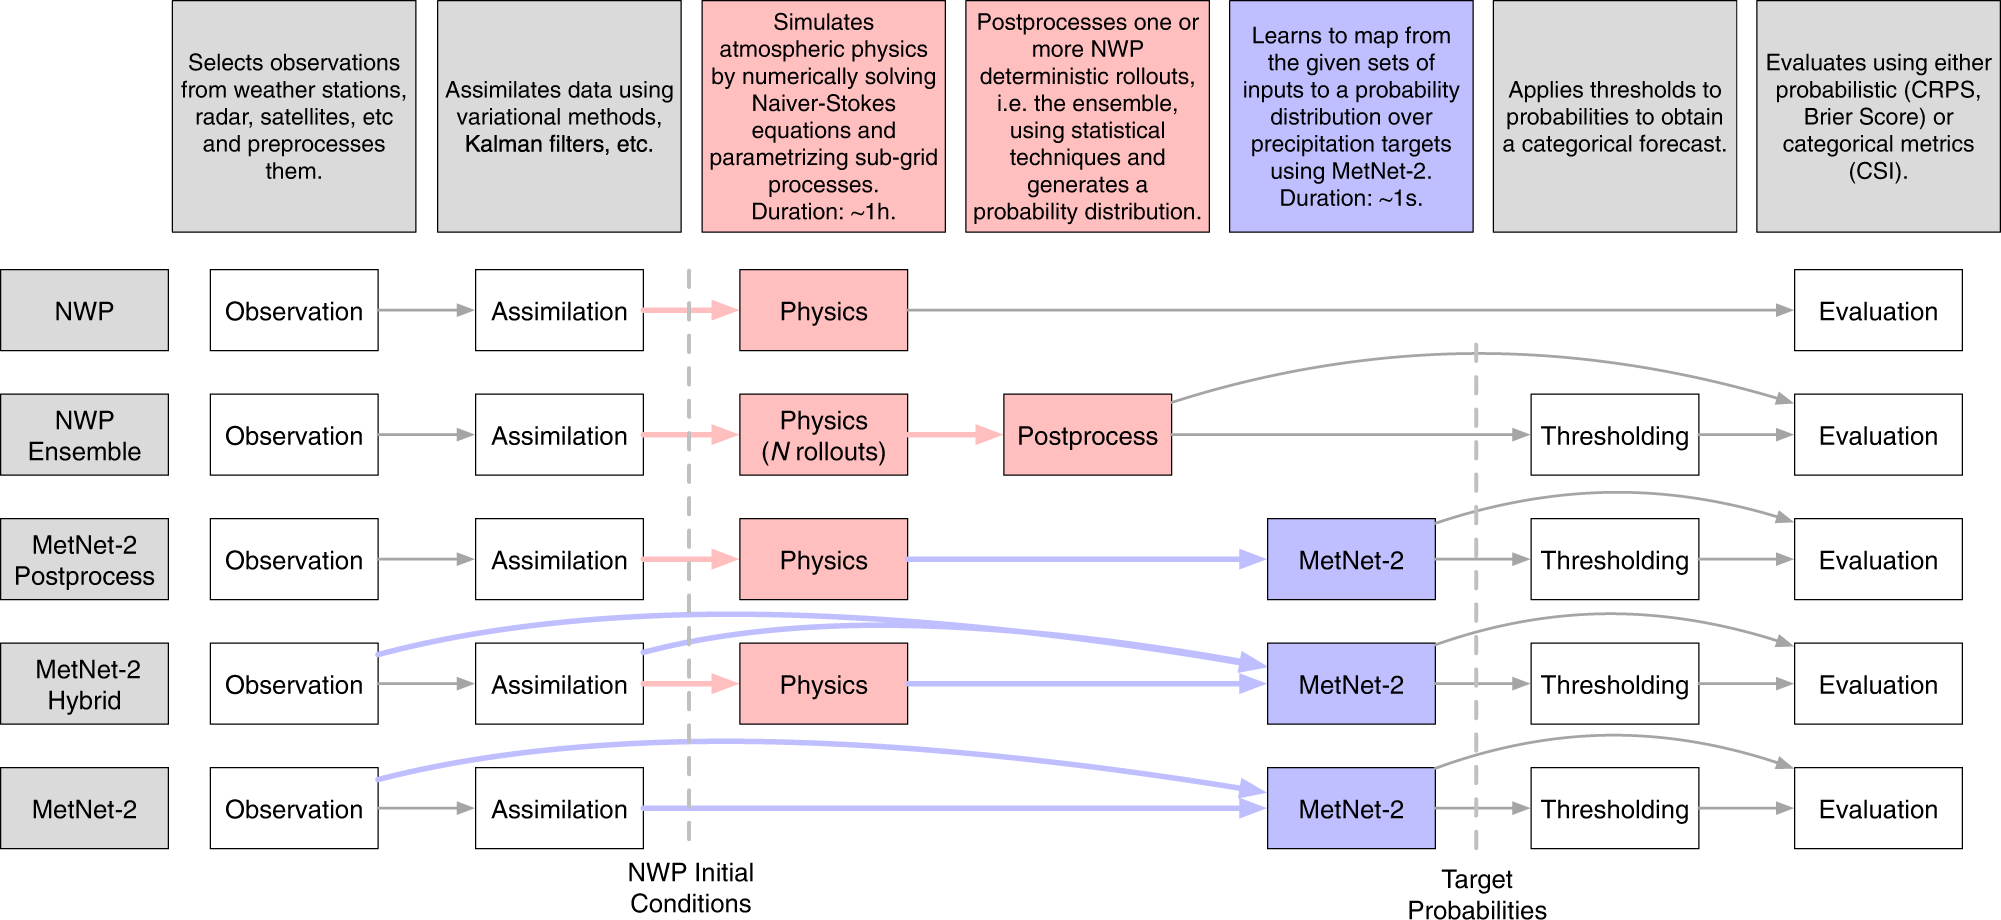 Selects observations
from weather stations,
radar, satellites, etc
and preprocesses
them.
Assimilates data using
variational methods,
Kalman filters, etc.
Simulates
atmospheric physics
by numerically solving
Naiver-Stokes
equations and
parametrizing sub-grid
processes.
Duration: ~1h.
Postprocesses one or
more NWP
deterministic rollouts,
i.e. the ensemble,
using statistical
techniques and
generates a
probability distribution.
Learns to map from
the given sets of
inputs to a probability
distribution over
precipitation targets
using MetNet-2.
Duration: ~1s.
Applies thresholds to
probabilities to obtain
a categorical forecast.
Evaluates using either
probabilistic (CRPS,
Brier Score) or
categorical metrics
(CSI).
NWP
Observation
Assimilation
Physics
Evaluation
NWP
Ensemble
Observation
Assimilation
Physics
(N rollouts)
Postprocess
Thresholding
Evaluation
MetNet-2
Postprocess
Observation
Assimilation
Physics
MetNet-2
Thresholding
Evaluation
MetNet-2
Hybrid
Observation
Assimilation
Physics
MetNet-2
Thresholding
Evaluation
MetNet-2
Observation
Assimilation
MetNet-2
Thresholding
Evaluation
NWP Initial
Conditions
Target
Probabilities